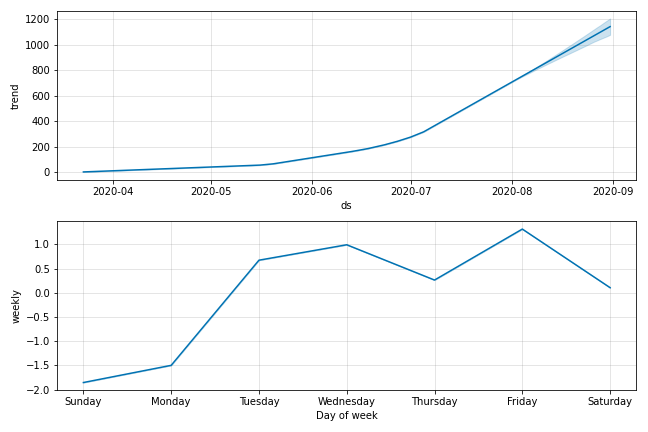 1200
1000
800
600
400
200
0
trend
2020-04 2020-05 2020-06 2020-07 2020-08 2020-09
ds
1.0
0.5
0.0
−0.5
−1.0
−1.5
−2.0
weekly
Sunday Monday Tuesday Wednesday Thursday Friday Saturday
Day of week